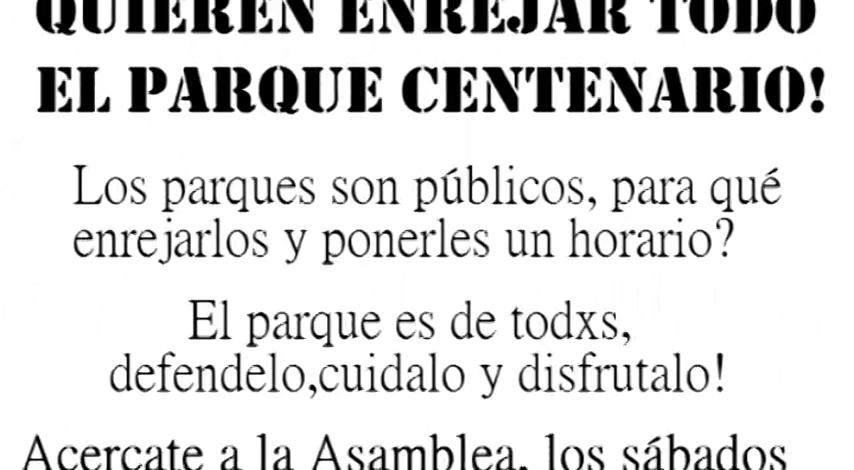 QUIEREN ENREJAR TODO
EL PARQUE CENTENARIO!
Los parques son públicos, para qué
enrejarlos y ponerles un horario?
El parque es de todxs,
defendelo,cuidalo y disfrutalo!
Acercate a la Asamblea, los sábados